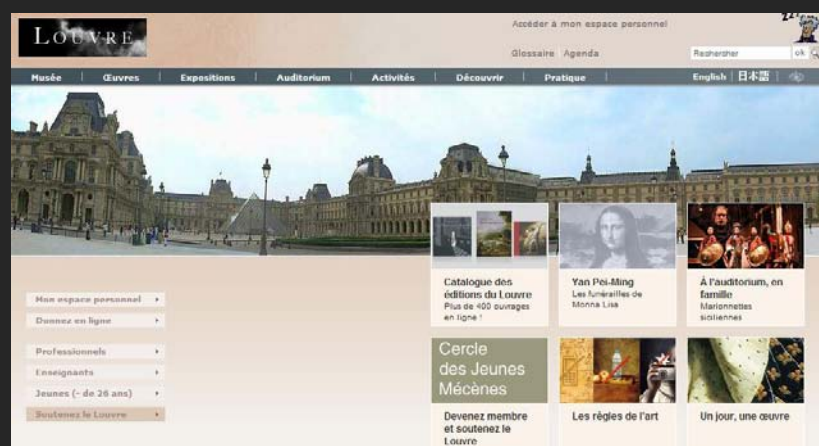 LOUVRE
Accéder à mon espace personnel
Glossaire Agenda
Rechercher ok
Musée Œuvres Expositions Auditorium Activités Découvrir Pratique English 日本語
Mon espace personnel
Donnez en ligne
Professionnels
Enseignants
Jeunes (- de 26 ans)
Soutenez le Louvre
Catalogue des
éditions du Louvre
Plus de 400 ouvrages
en ligne !
Yan Pei-Ming
Les funérailles de
Monna Lisa
À l'auditorium, en
famille
Marionnettes
siciliennes
Cercle
des Jeunes
Mécènes
Devenez membre
et soutenez le
Louvre
Les règles de l'art
Un jour, une œuvre